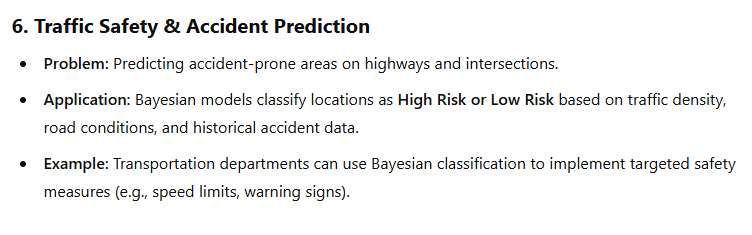 6. Traffic Safety & Accident Prediction
• Problem: Predicting accident-prone areas on highways and intersections.
• Application: Bayesian models classify locations as High Risk or Low Risk based on traffic density,
road conditions, and historical accident data.
• Example: Transportation departments can use Bayesian classification to implement targeted safety
measures (e.g., speed limits, warning signs).